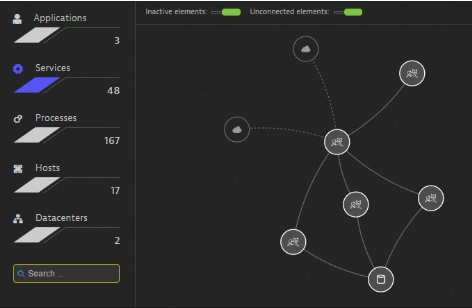 Inactive elements:
Unconnected elements:
Applications
3
Services
48
Processes
167
Hosts
17
Datacenters
2
Search ...